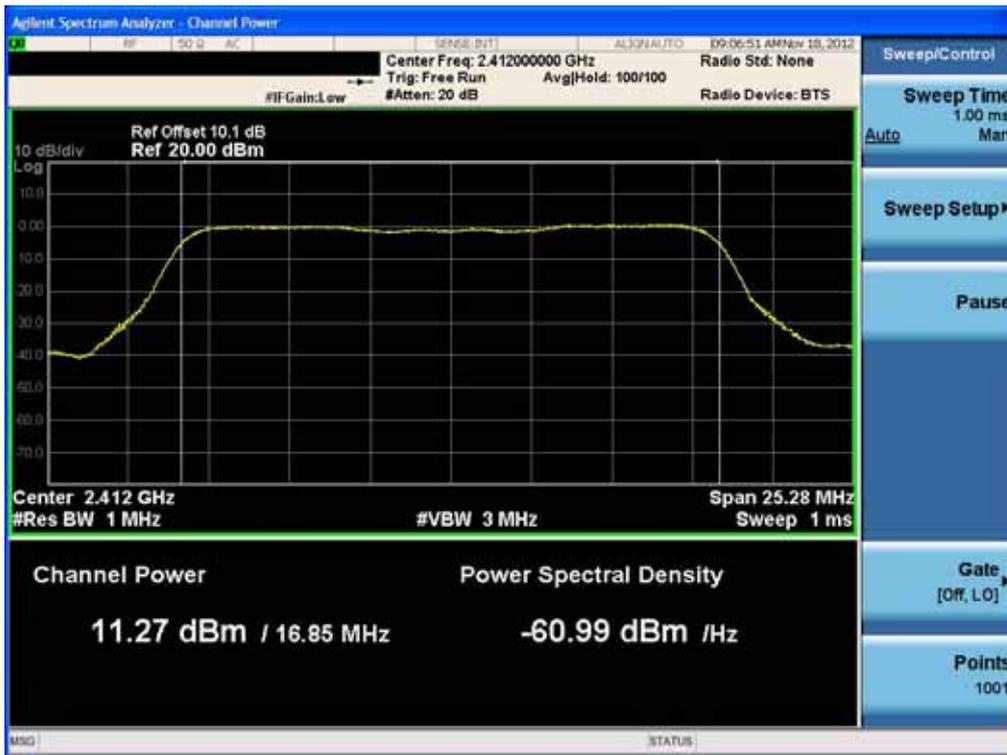 Agilent Spectrum Analyzer - Channel Power
RF 50 Ω AC SENSE:INT ALIGN AUTO 09:06:51 AM Nov 18, 2012
Center Freq: 2.412000000 GHz Radio Std: None
Trig: Free Run Avg|Hold: 100/100
#IFGain:Low #Atten: 20 dB Radio Device: BTS
Ref Offset 10.1 dB
10 dB/div Ref 20.00 dBm
Log
10.0
0.00
10.0
20.0
30.0
40.0
50.0
60.0
70.0
Center 2.412 GHz Span 25.28 MHz
#Res BW 1 MHz #VBW 3 MHz Sweep 1 ms
Channel Power Power Spectral Density
11.27 dBm / 16.85 MHz -60.99 dBm /Hz
MSG STATUS
Sweep/Control
Sweep Time
1.00 ms
Auto Man
Sweep Setup
Pause
Gate
[Off, LO]
Points
1001